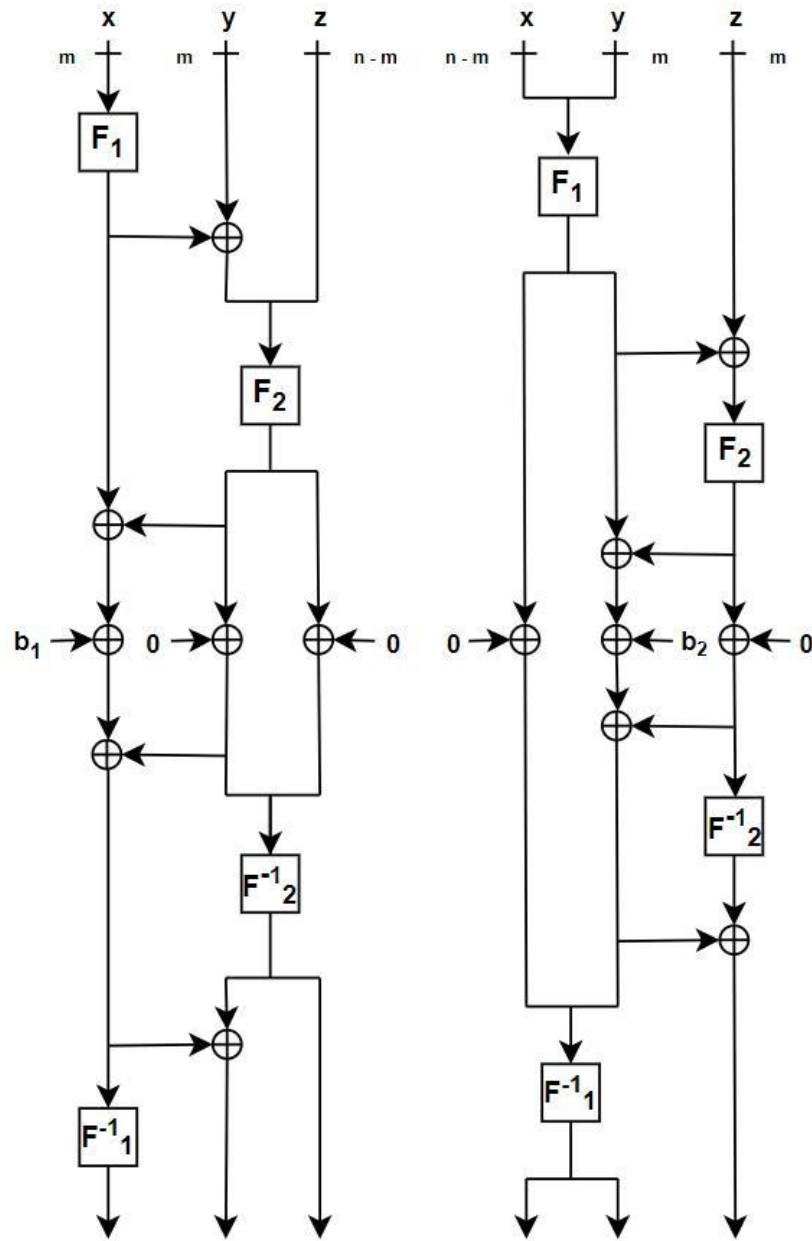 x y z x y z
m m n - m n - m m m
F₁
F₁
F₂
F₂
b₁ 0 0 0 b₂ 0
F⁻¹₂
F⁻¹₂
F⁻¹₁
F⁻¹₁